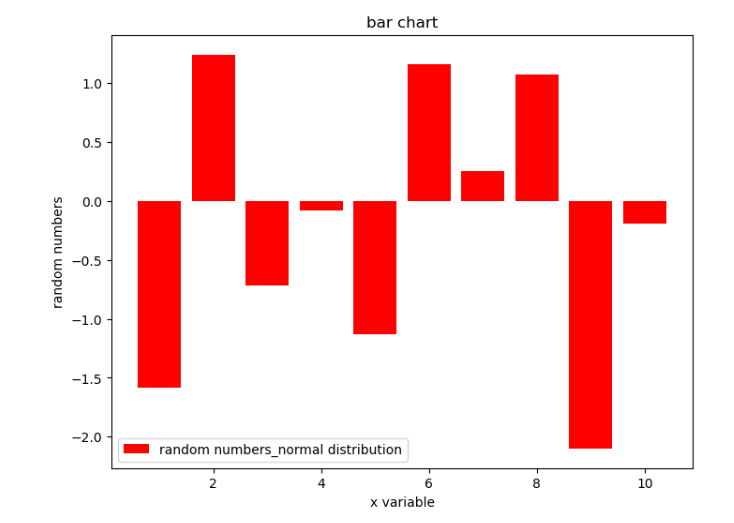 bar chart
1.0
0.5
0.0
−0.5
−1.0
−1.5
−2.0
random numbers
random numbers_normal distribution
2 4 6 8 10
x variable